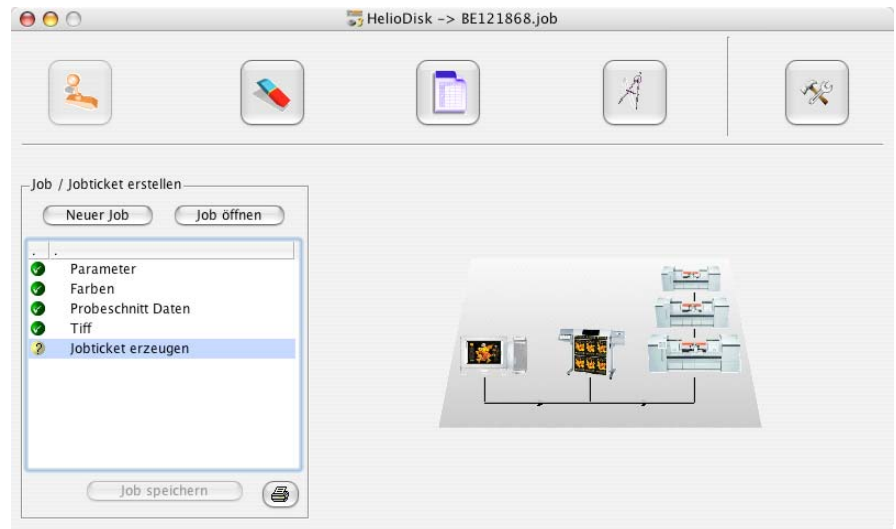 HelioDisk -> BE121868.job
Job / Jobticket erstellen
Neuer Job
Job öffnen
. .
Parameter
Farben
Probeschnitt Daten
Tiff
Jobticket erzeugen
Job speichern